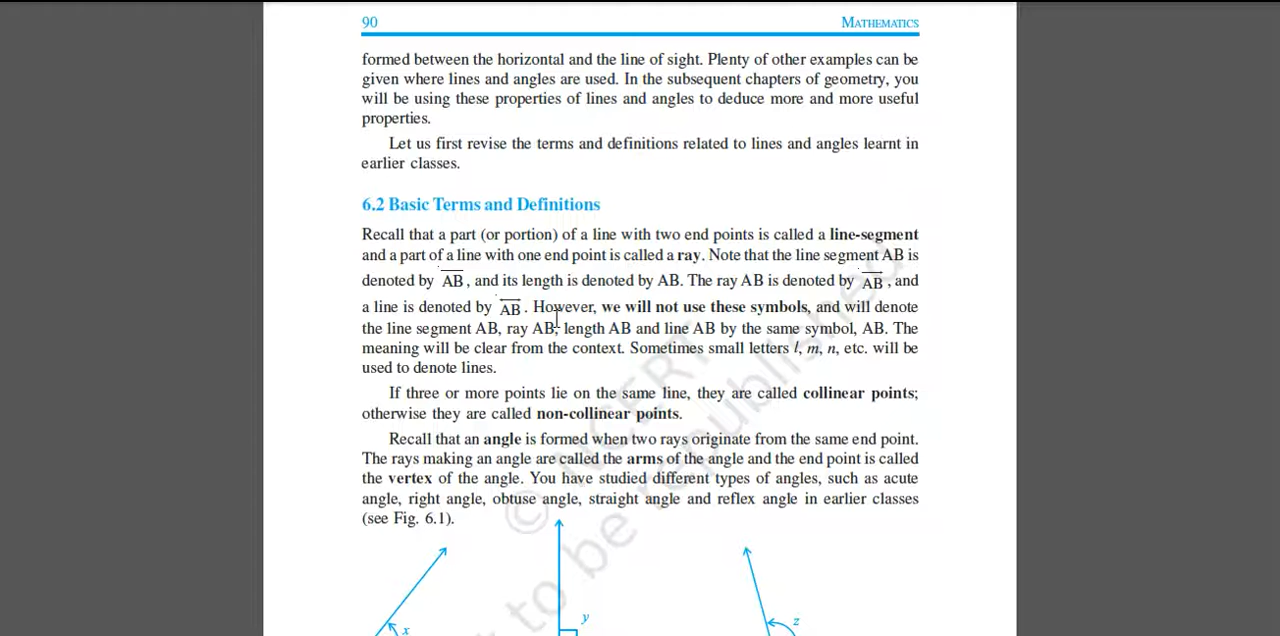 90 MATHEMATICS
formed between the horizontal and the line of sight. Plenty of other examples can be
given where lines and angles are used. In the subsequent chapters of geometry, you
will be using these properties of lines and angles to deduce more and more useful
properties.
Let us first revise the terms and definitions related to lines and angles learnt in
earlier classes.
6.2 Basic Terms and Definitions
Recall that a part (or portion) of a line with two end points is called a line-segment
and a part of a line with one end point is called a ray. Note that the line segment AB is
denoted by AB, and its length is denoted by AB. The ray AB is denoted by AB, and
a line is denoted by AB. However, we will not use these symbols, and will denote
the line segment AB, ray AB, length AB and line AB by the same symbol, AB. The
meaning will be clear from the context. Sometimes small letters l, m, n, etc. will be
used to denote lines.
If three or more points lie on the same line, they are called collinear points;
otherwise they are called non-collinear points.
Recall that an angle is formed when two rays originate from the same end point.
The rays making an angle are called the arms of the angle and the end point is called
the vertex of the angle. You have studied different types of angles, such as acute
angle, right angle, obtuse angle, straight angle and reflex angle in earlier classes
(see Fig. 6.1).
x y z
© NCERT
to be republished